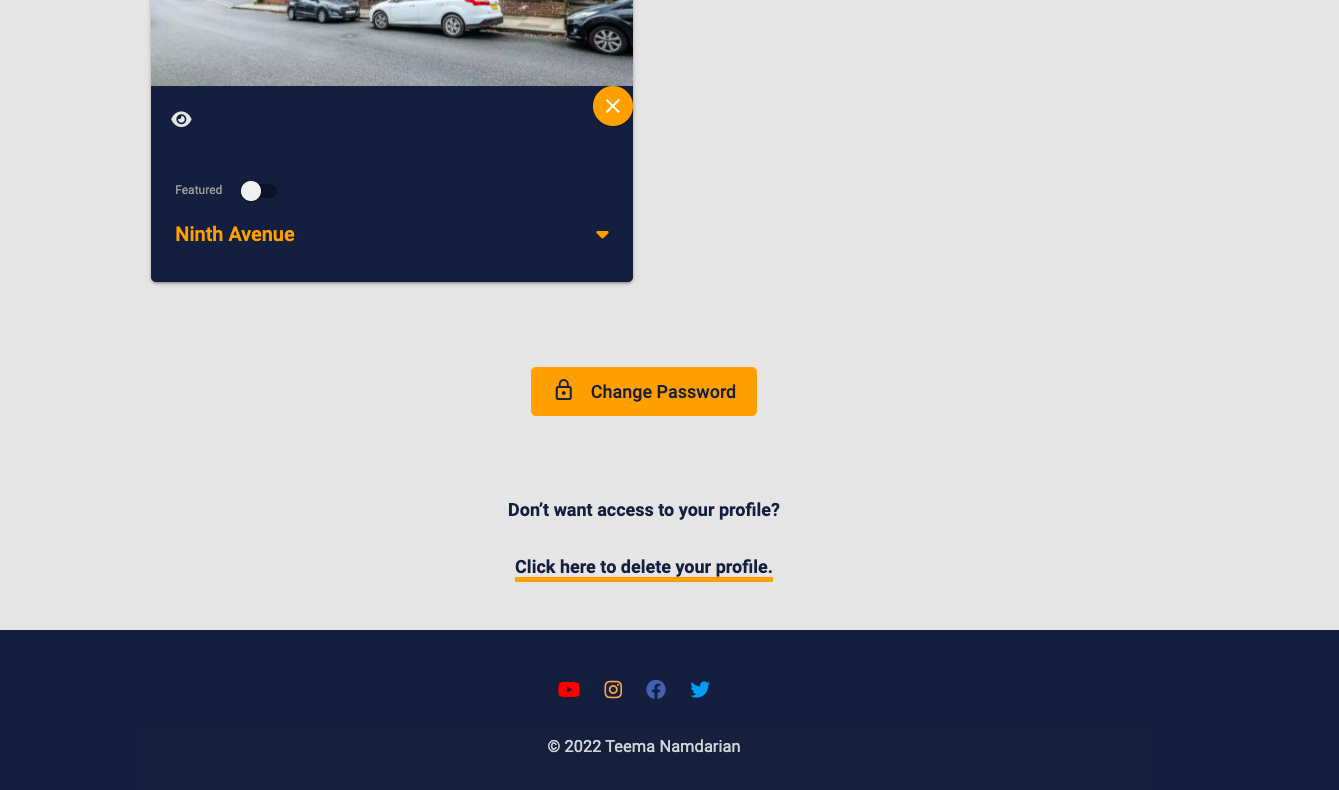 Featured
Ninth Avenue
Change Password
Don’t want access to your profile?
Click here to delete your profile.
© 2022 Teema Namdarian